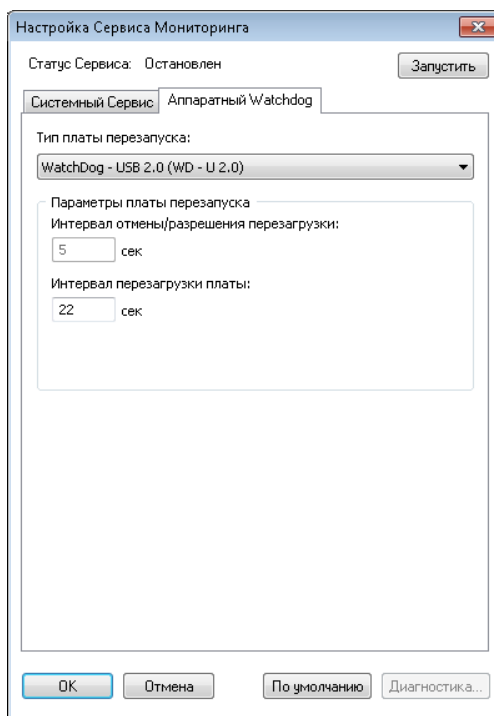 Настройка Сервиса Мониторинга
Статус Сервиса: Остановлен
Запустить
Системный Сервис Аппаратный Watchdog
Тип платы перезапуска:
WatchDog - USB 2.0 (WD - U 2.0)
Параметры платы перезапуска
Интервал отмены/разрешения перезагрузки:
5 сек
Интервал перезагрузки платы:
22 сек
OK Отмена По умолчанию Диагностика...